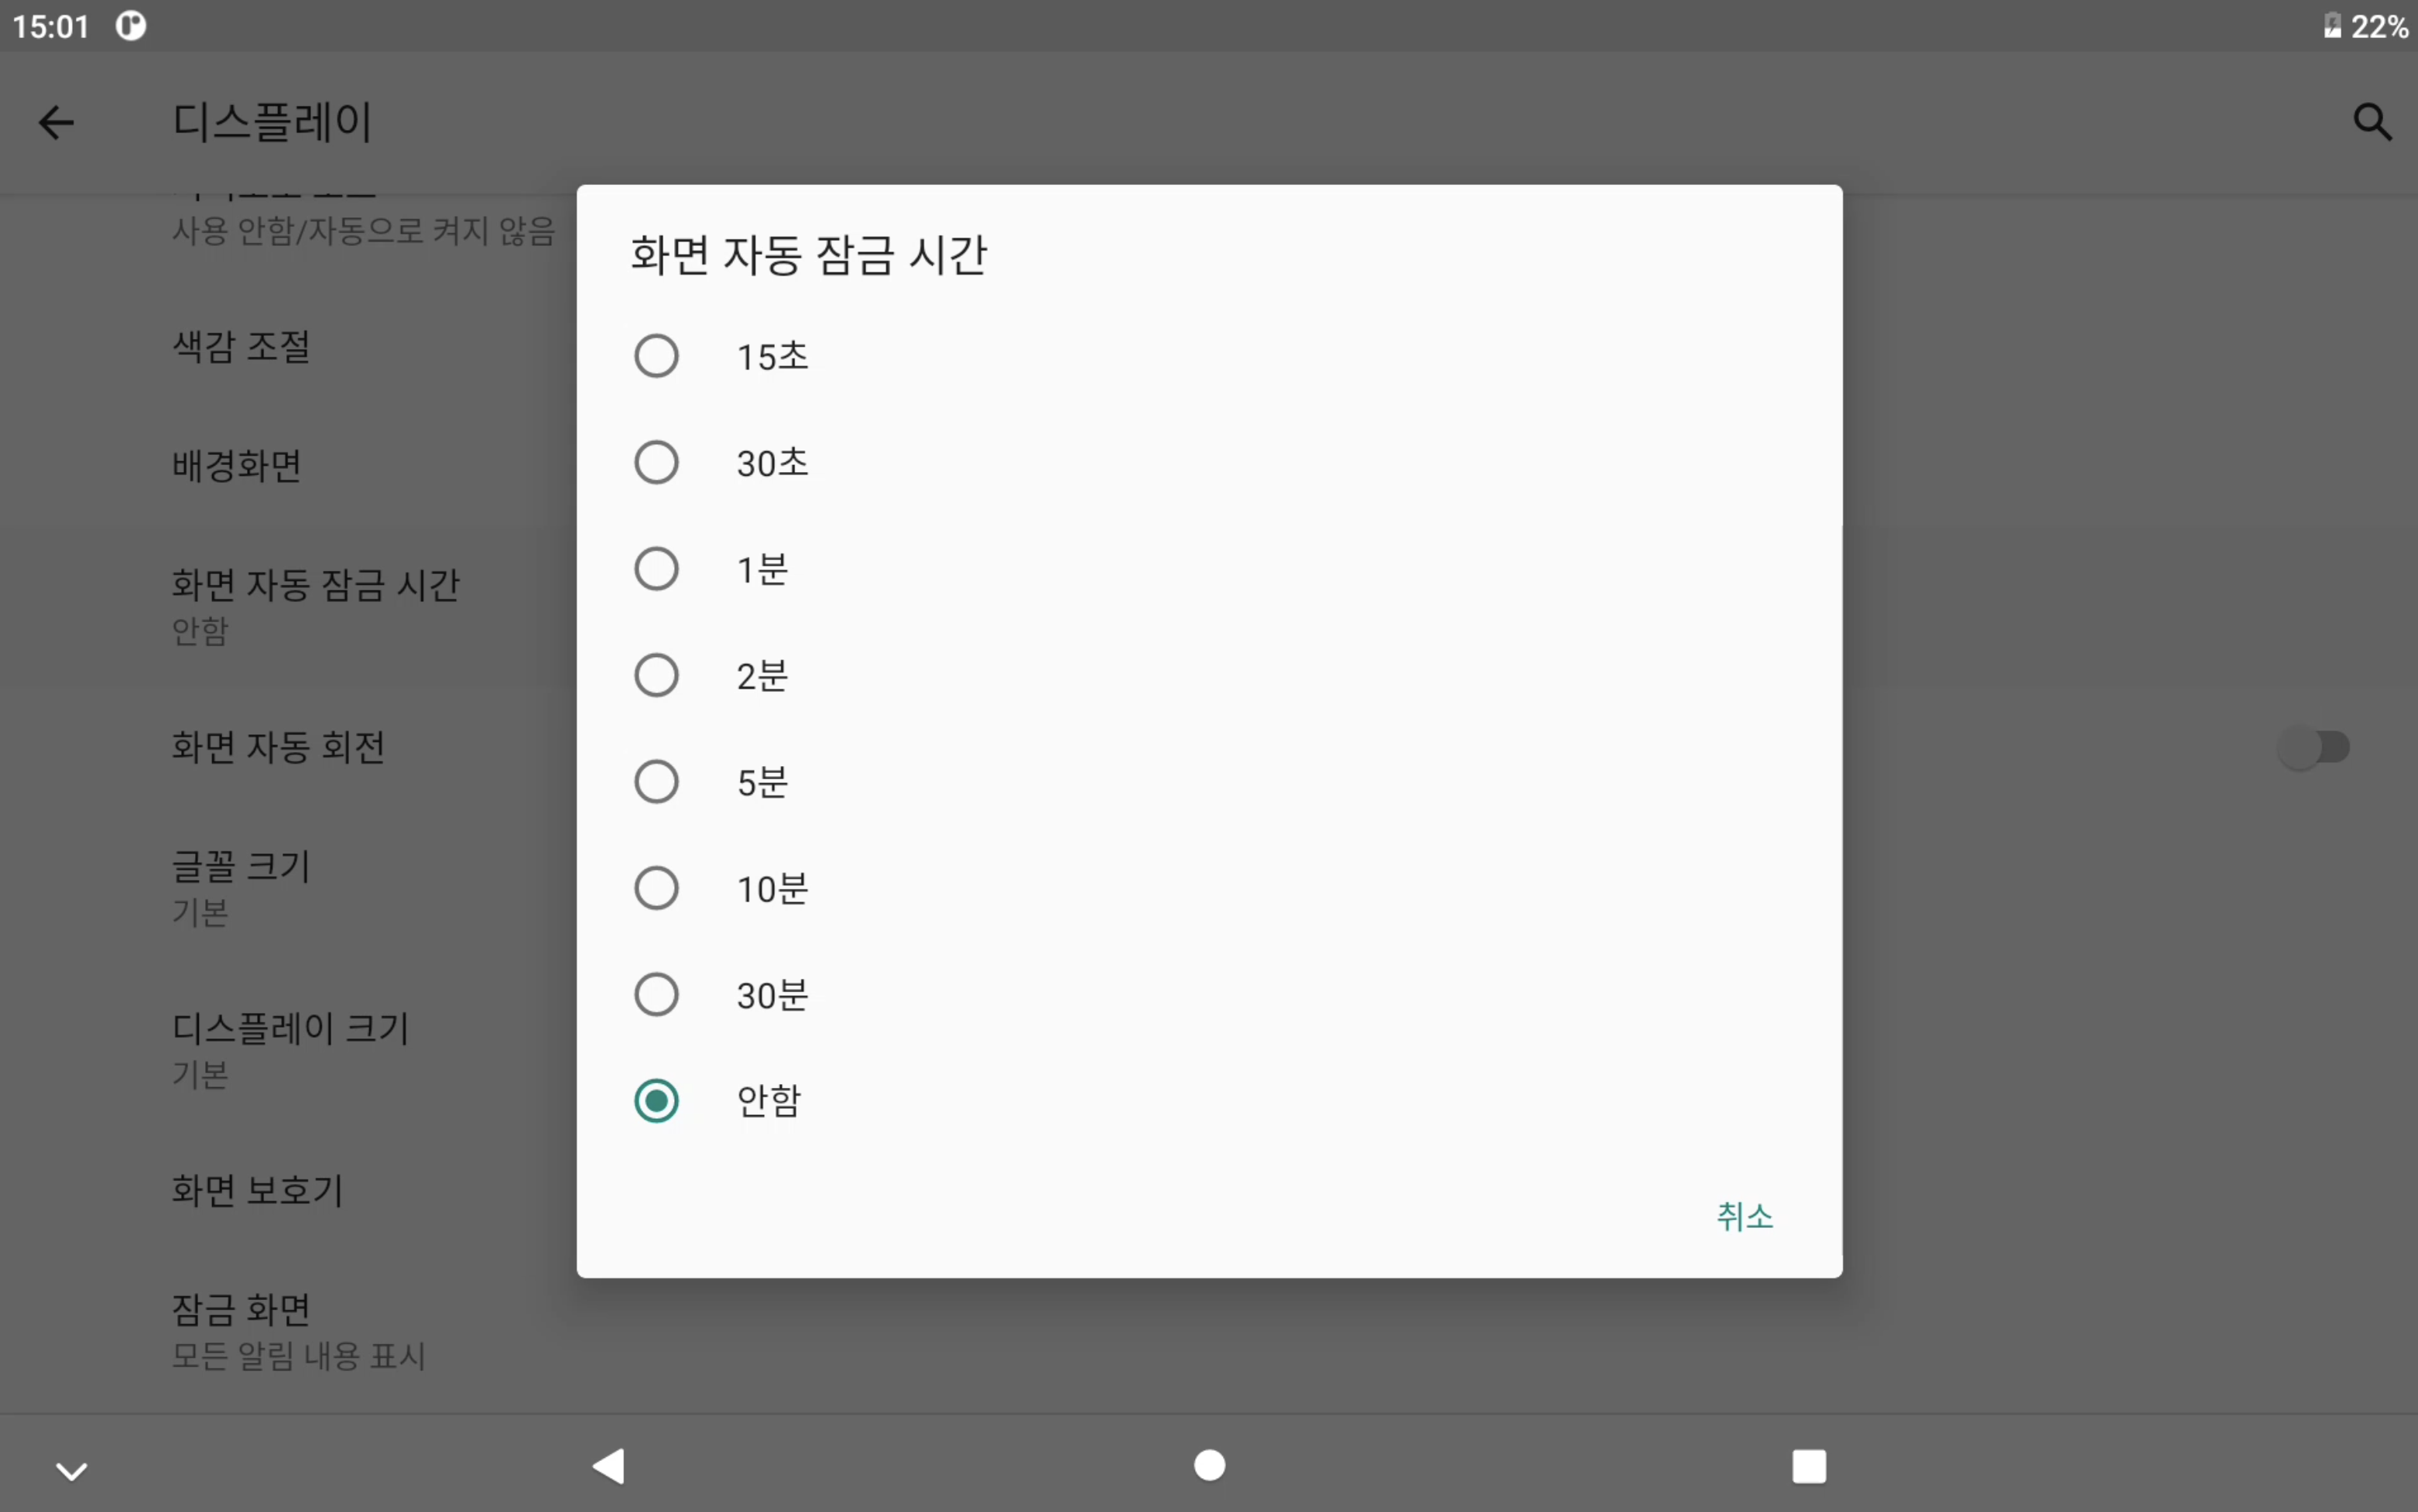 15:01
22%
디스플레이
사용 안함/자동으로 켜지 않음
색감 조절
배경화면
화면 자동 잠금 시간
안함
화면 자동 회전
글꼴 크기
기본
디스플레이 크기
기본
화면 보호기
잠금 화면
모든 알림 내용 표시
화면 자동 잠금 시간
15초
30초
1분
2분
5분
10분
30분
안함
취소